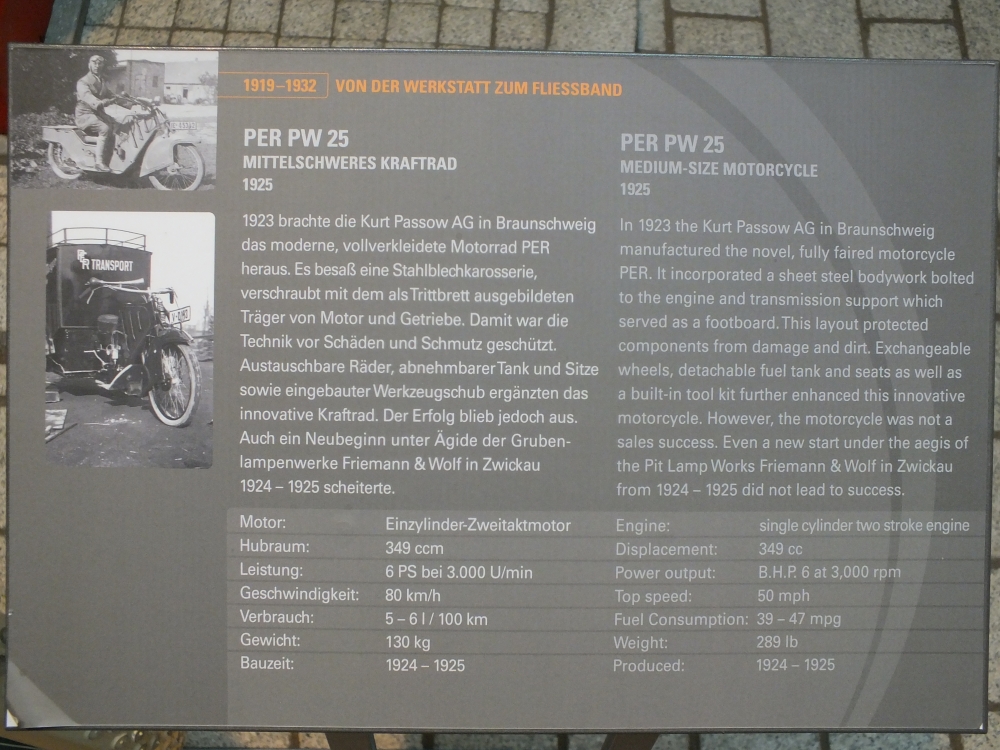 1919–1932 VON DER WERKSTATT ZUM FLIESSBAND
PER PW 25
MITTELSCHWERES KRAFTRAD
1925
1923 brachte die Kurt Passow AG in Braunschweig
das moderne, vollverkleidete Motorrad PER
heraus. Es besaß eine Stahlblechkarosserie,
verschraubt mit dem als Trittbrett ausgebildeten
Träger von Motor und Getriebe. Damit war die
Technik vor Schäden und Schmutz geschützt.
Austauschbare Räder, abnehmbarer Tank und Sitze
sowie eingebauter Werkzeugschub ergänzten das
innovative Kraftrad. Der Erfolg blieb jedoch aus.
Auch ein Neubeginn unter Ägide der Gruben-
lampenwerke Friemann & Wolf in Zwickau
1924 – 1925 scheiterte.
Motor: Einzylinder-Zweitaktmotor
Hubraum: 349 ccm
Leistung: 6 PS bei 3.000 U/min
Geschwindigkeit: 80 km/h
Verbrauch: 5 – 6 l / 100 km
Gewicht: 130 kg
Bauzeit: 1924 – 1925
PER PW 25
MEDIUM-SIZE MOTORCYCLE
1925
In 1923 the Kurt Passow AG in Braunschweig
manufactured the novel, fully faired motorcycle
PER. It incorporated a sheet steel bodywork bolted
to the engine and transmission support which
served as a footboard. This layout protected
components from damage and dirt. Exchangeable
wheels, detachable fuel tank and seats as well as
a built-in tool kit further enhanced this innovative
motorcycle. However, the motorcycle was not a
sales success. Even a new start under the aegis of
the Pit Lamp Works Friemann & Wolf in Zwickau
from 1924 – 1925 did not lead to success.
Engine: single cylinder two stroke engine
Displacement: 349 cc
Power output: B.H.P. 6 at 3,000 rpm
Top speed: 50 mph
Fuel Consumption: 39 – 47 mpg
Weight: 289 lb
Produced: 1924 – 1925
TRANSPORT